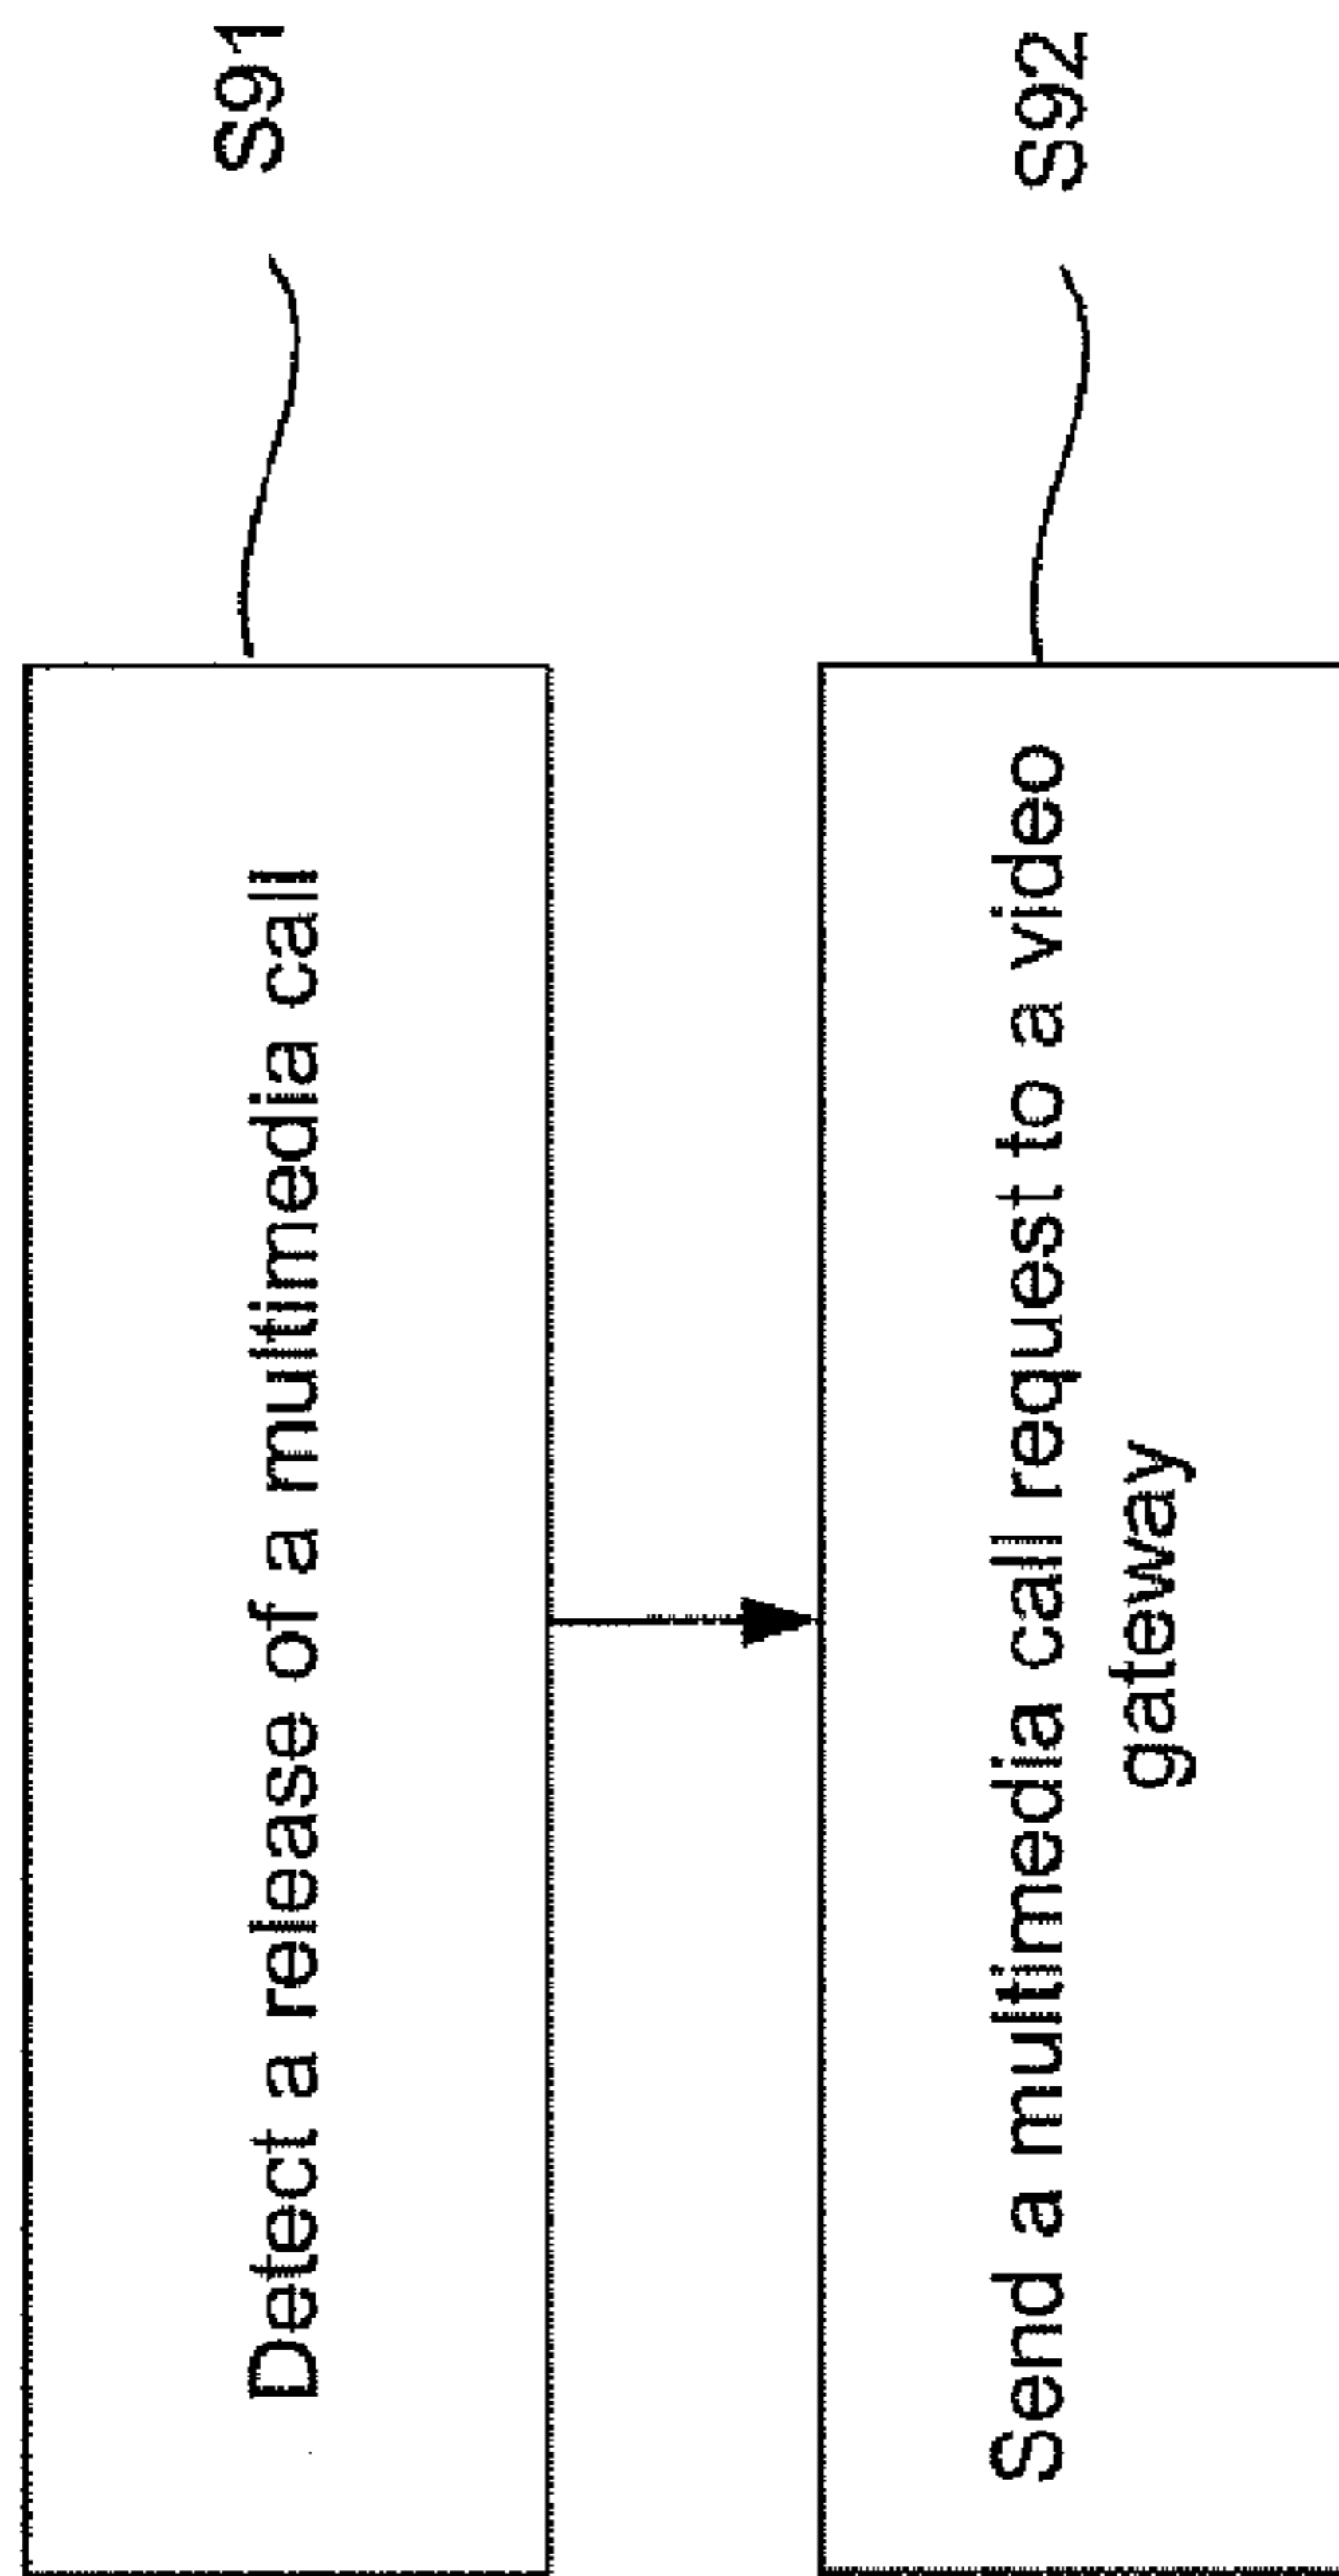 Detect a release of a multimedia call
S91
Send a multimedia call request to a video
gateway
S92